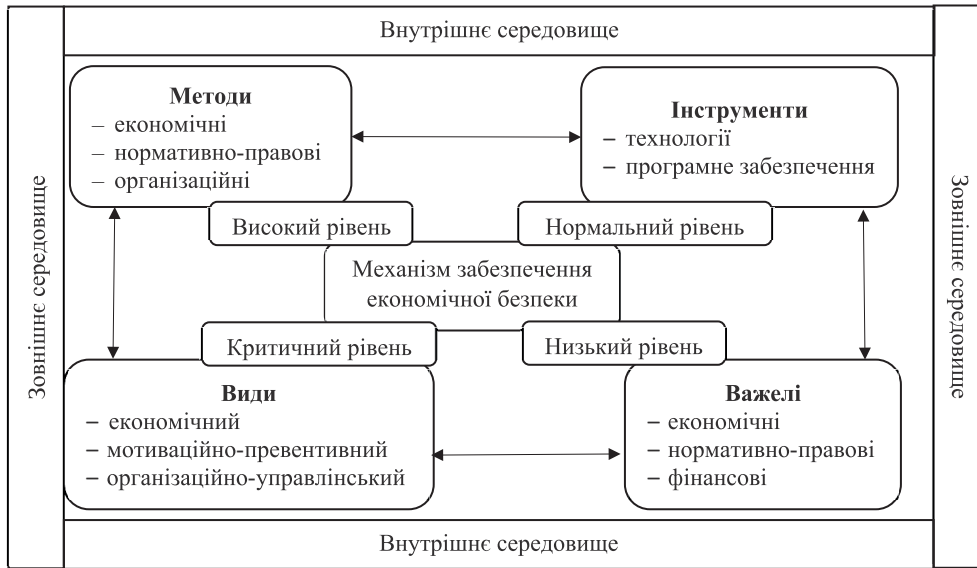 Внутрішнє середовище
Зовнішнє середовище
Методи
– економічні
– нормативно-правові
– організаційні
Інструменти
– технології
– програмне забезпечення
Високий рівень
Нормальний рівень
Механізм забезпечення
економічної безпеки
Критичний рівень
Низький рівень
Види
– економічний
– мотиваційно-превентивний
– організаційно-управлінський
Важелі
– економічні
– нормативно-правові
– фінансові
Зовнішнє середовище
Внутрішнє середовище